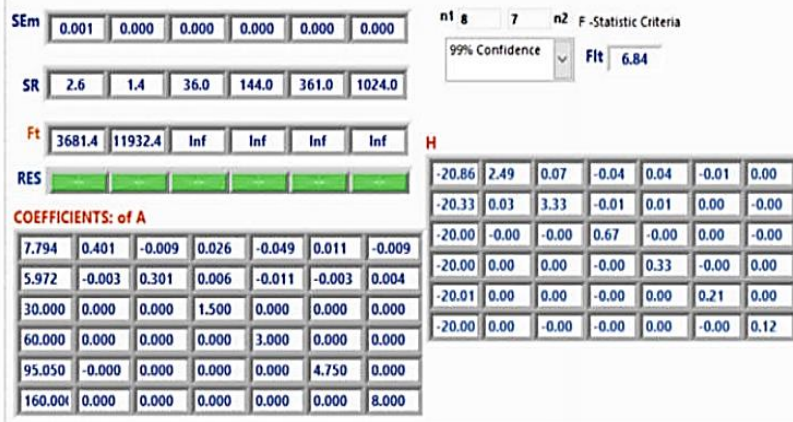 SEm 0.001 0.000 0.000 0.000 0.000 0.000
n1 8 7 n2 F -Statistic Criteria
99% Confidence Flt 6.84
SR 2.6 1.4 36.0 144.0 361.0 1024.0
Ft 3681.4 11932.4 Inf Inf Inf Inf
RES
COEFFICIENTS: of A
7.794 0.401 -0.009 0.026 -0.049 0.011 -0.009
5.972 -0.003 0.301 0.006 -0.011 -0.003 0.004
30.000 0.000 0.000 1.500 0.000 0.000 0.000
60.000 0.000 0.000 0.000 3.000 0.000 0.000
95.050 -0.000 0.000 0.000 0.000 4.750 0.000
160.00( 0.000 0.000 0.000 0.000 0.000 8.000
H
-20.86 2.49 0.07 -0.04 0.04 -0.01 0.00
-20.33 0.03 3.33 -0.01 0.01 0.00 -0.00
-20.00 -0.00 -0.00 0.67 -0.00 0.00 -0.00
-20.00 0.00 0.00 -0.00 0.33 -0.00 0.00
-20.01 0.00 0.00 -0.00 0.00 0.21 0.00
-20.00 0.00 -0.00 -0.00 0.00 -0.00 0.12